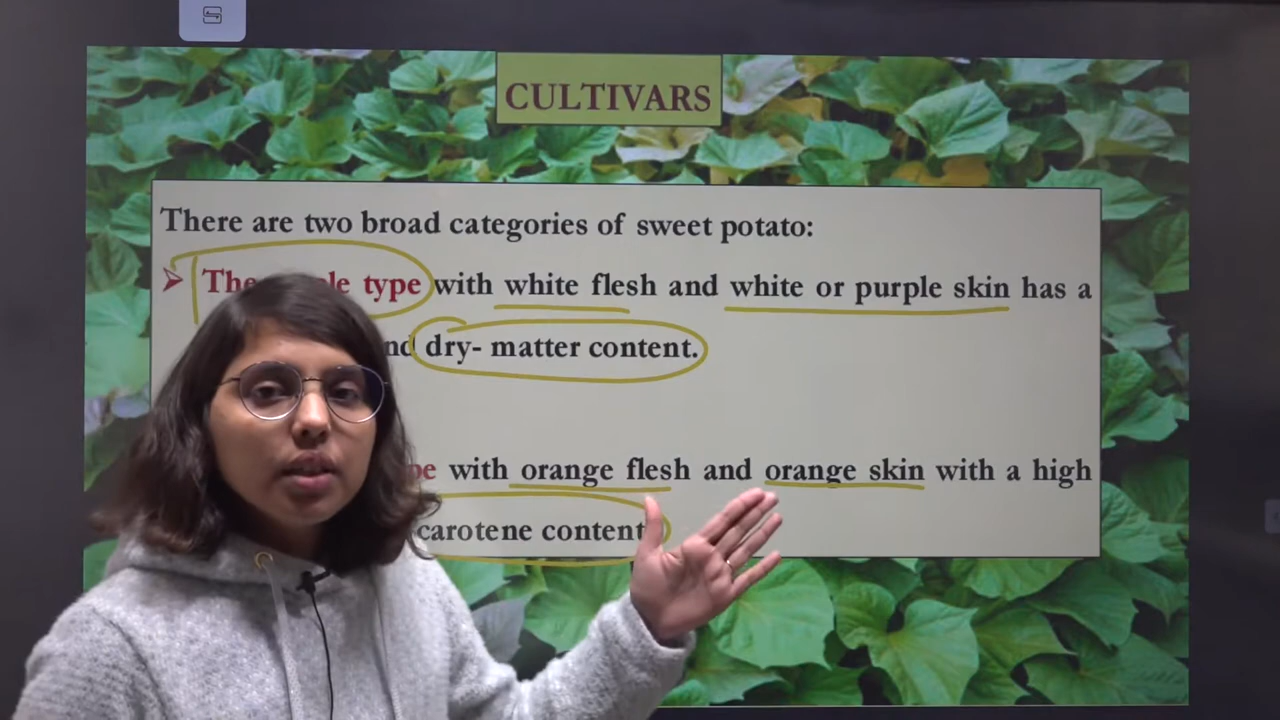 CULTIVARS
There are two broad categories of sweet potato:
The type with white flesh and white or purple skin has a
dry- matter content.
with orange flesh and orange skin with a high
carotene content